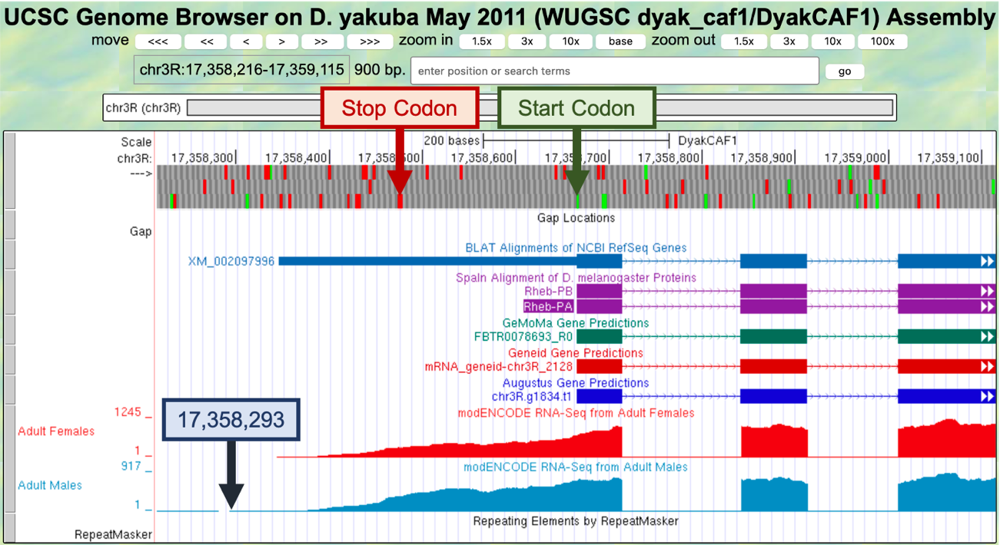 UCSC Genome Browser on D. yakuba May 2011 (WUGSC dyak_caf1/DyakCAF1) Assembly
move <<< << < > >> >>> zoom in 1.5x 3x 10x base zoom out 1.5x 3x 10x 100x
chr3R:17,358,216-17,359,115 900 bp. enter position or search terms go
chr3R (chr3R)
Stop Codon Start Codon
Scale 200 bases DyakCAF1
chr3R: 17,358,300 17,358,400 17,358,500 17,358,600 17,358,700 17,358,800 17,358,900 17,359,000 17,359,100
--->
Gap Locations
Gap
BLAT Alignments of NCBI RefSeq Genes
XM_002097996
Spaln Alignment of D. melanogaster Proteins
Rheb-PB
Rheb-PA
GeMoMa Gene Predictions
FBTR0078693_R0
Geneid Gene Predictions
mRNA_geneid-chr3R_2128
Augustus Gene Predictions
chr3R.g1834.t1
modENCODE RNA-Seq from Adult Females
1245 _
17,358,293
Adult Females
1 _
modENCODE RNA-Seq from Adult Males
917 _
Adult Males
1 _
Repeating Elements by RepeatMasker
RepeatMasker